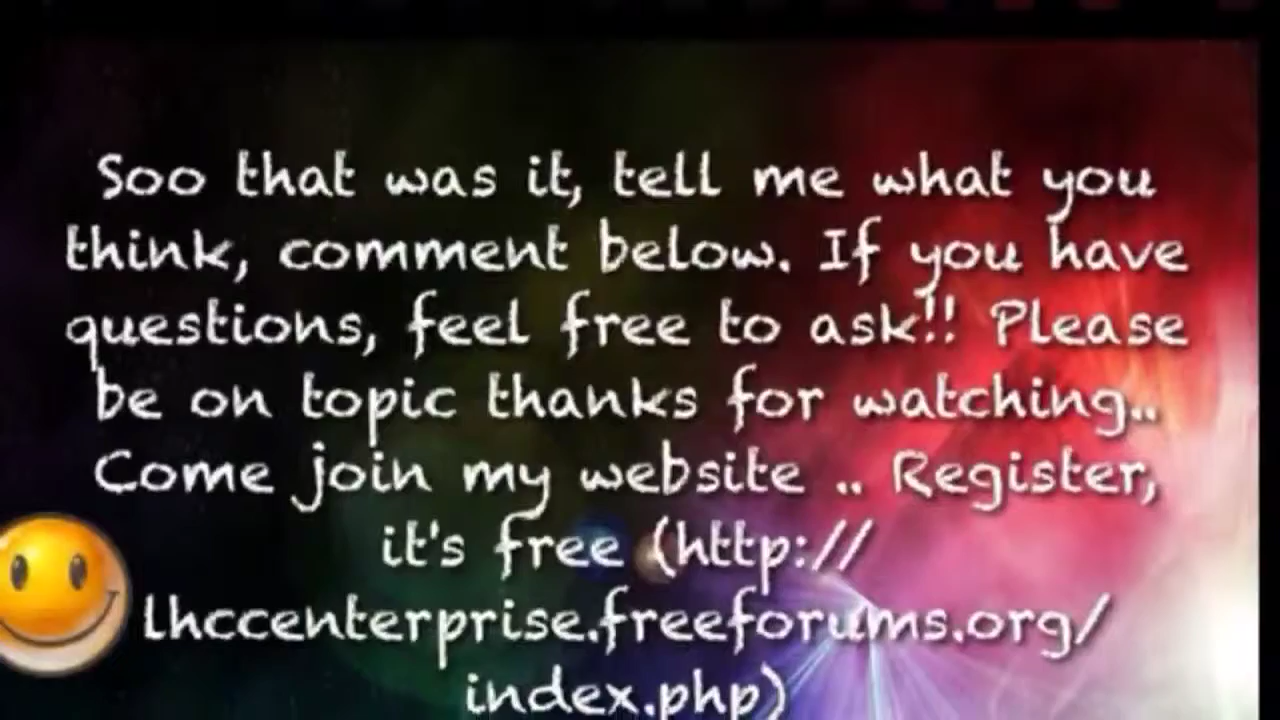 Soo that was it, tell me what you
think, comment below. If you have
questions, feel free to ask!! Please
be on topic thanks for watching..
Come join my website .. Register,
it's free (http://
lhccenterprise.freeforums.org/
index.php)